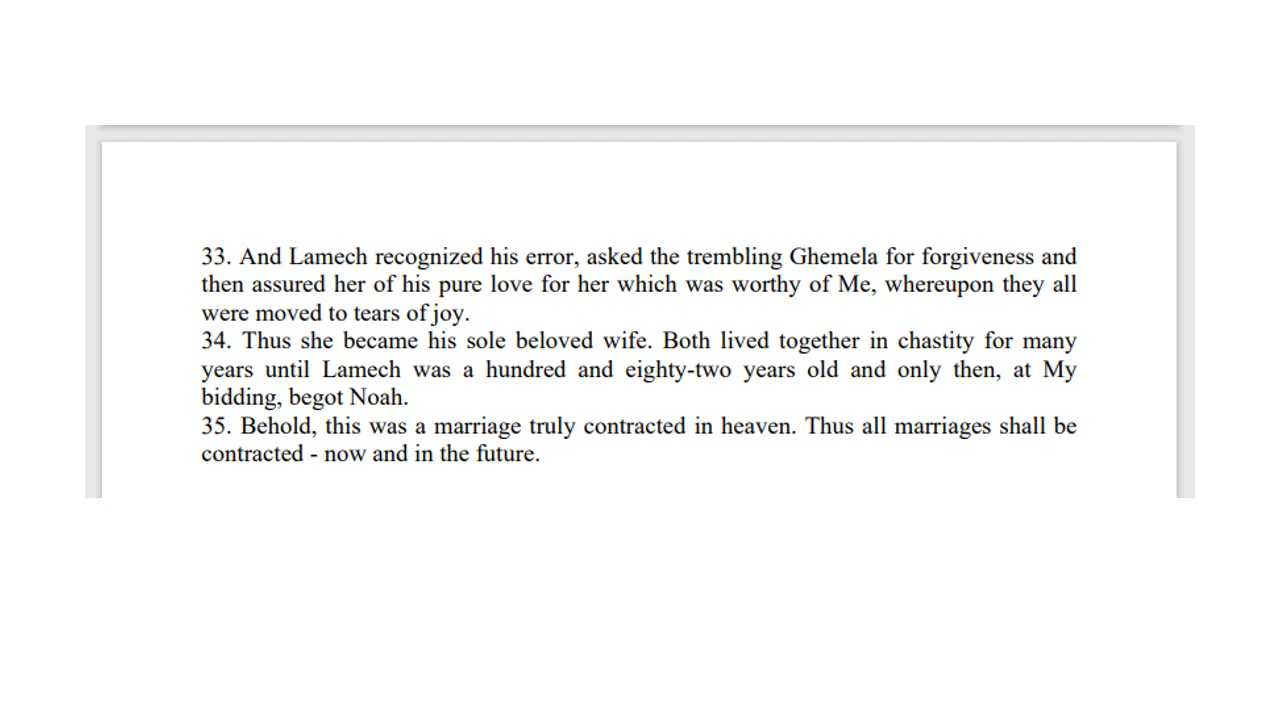 33. And Lamech recognized his error, asked the trembling Ghemela for forgiveness and
then assured her of his pure love for her which was worthy of Me, whereupon they all
were moved to tears of joy.
34. Thus she became his sole beloved wife. Both lived together in chastity for many
years until Lamech was a hundred and eighty-two years old and only then, at My
bidding, begot Noah.
35. Behold, this was a marriage truly contracted in heaven. Thus all marriages shall be
contracted - now and in the future.